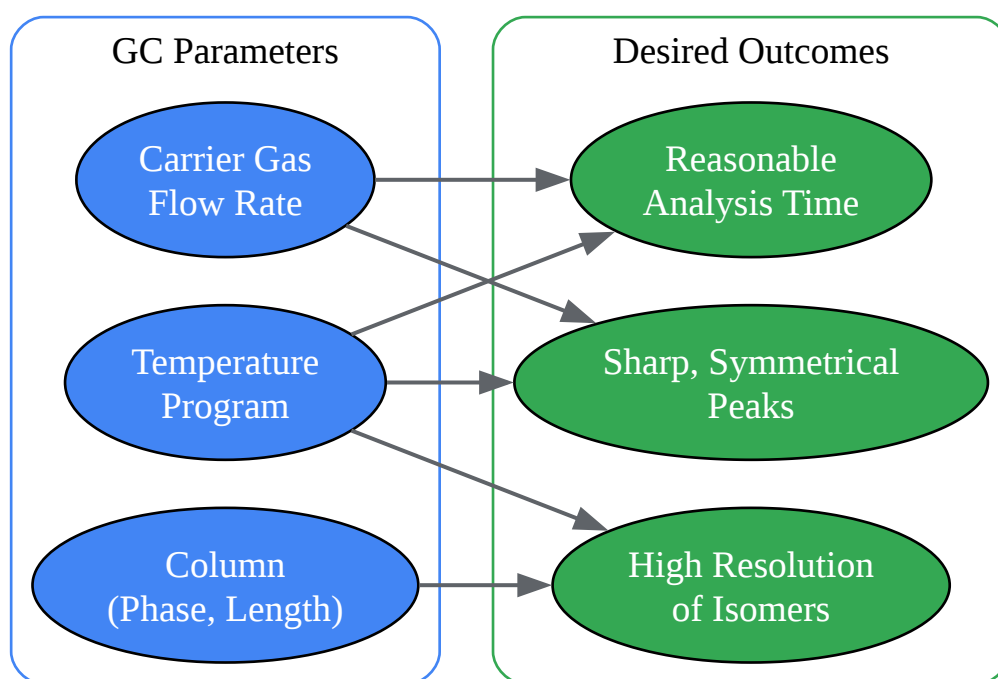 GC Parameters
Desired Outcomes
Carrier Gas
Flow Rate
Reasonable
Analysis Time
Temperature
Program
Sharp, Symmetrical
Peaks
Column
(Phase, Length)
High Resolution
of Isomers